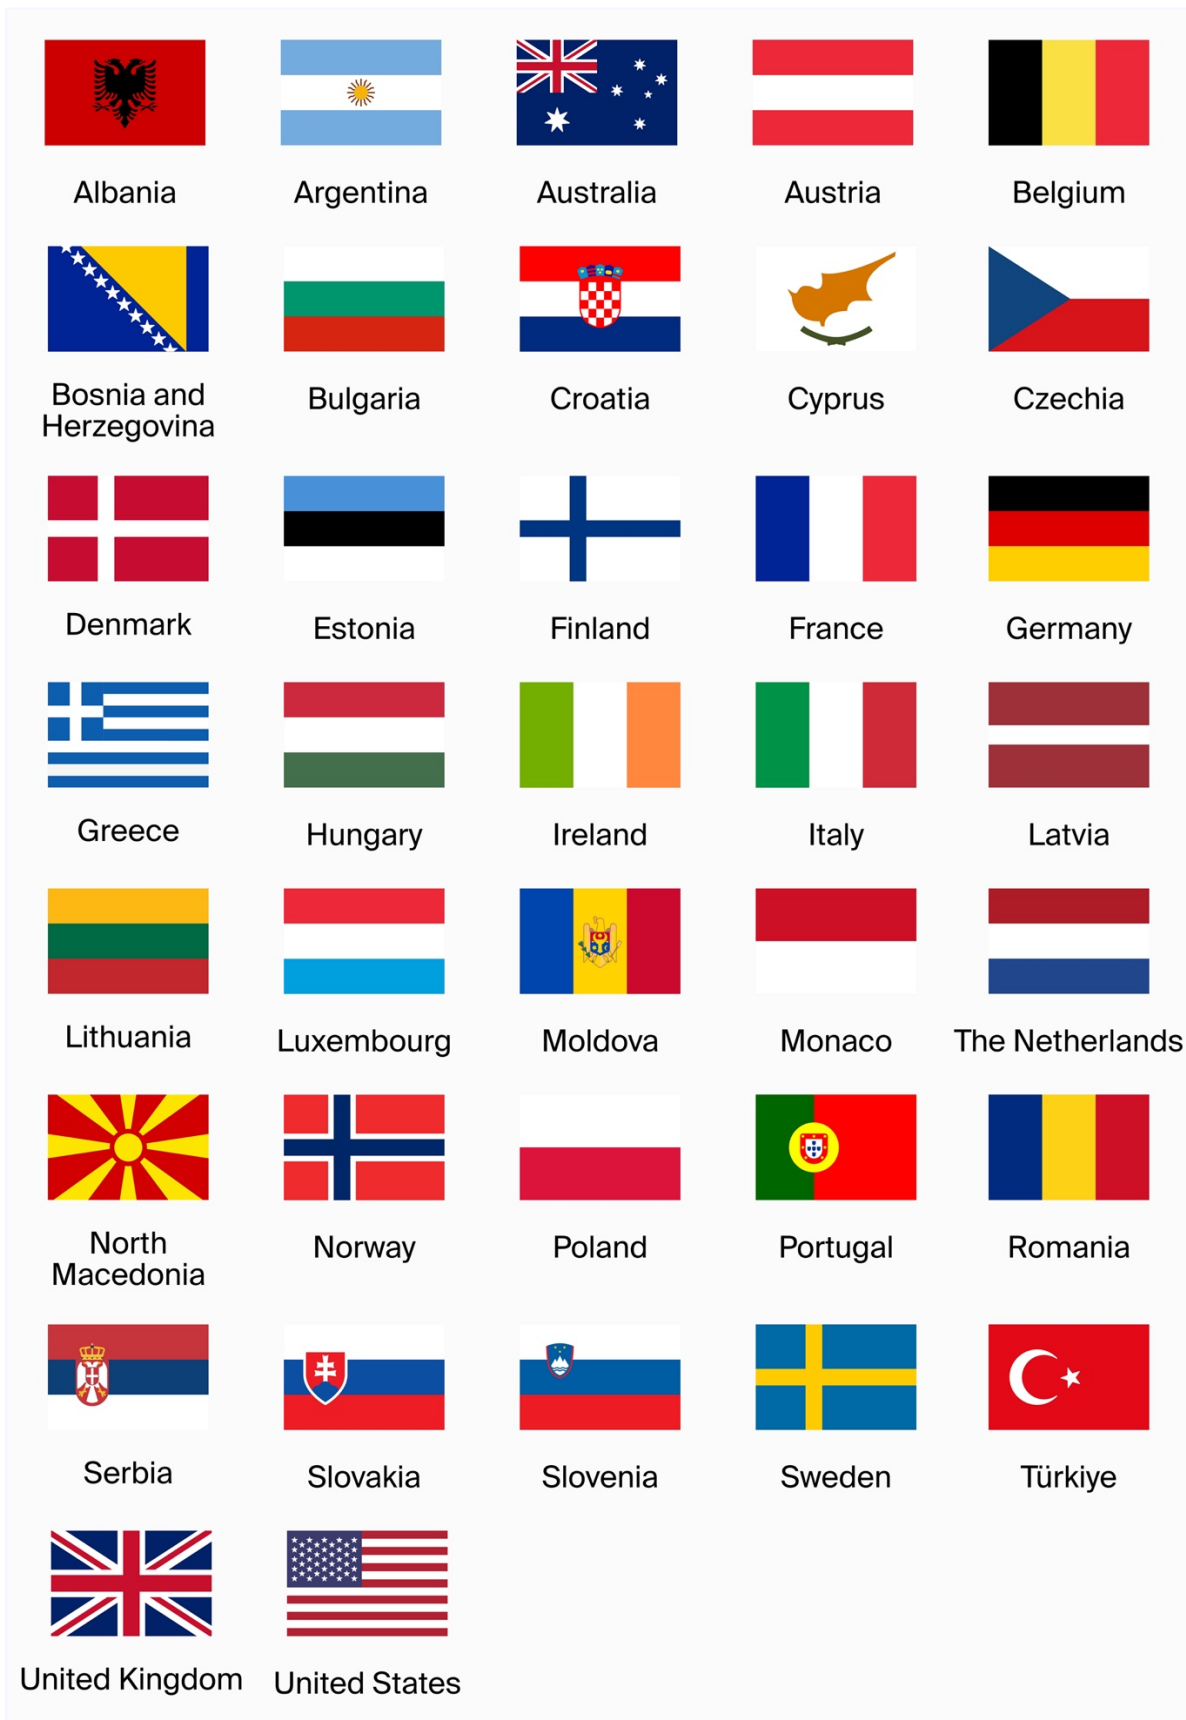 Albania
Argentina
Australia
Austria
Belgium
Bosnia and
Herzegovina
Bulgaria
Croatia
Cyprus
Czechia
Denmark
Estonia
Finland
France
Germany
Greece
Hungary
Ireland
Italy
Latvia
Lithuania
Luxembourg
Moldova
Monaco
The Netherlands
North
Macedonia
Norway
Poland
Portugal
Romania
Serbia
Slovakia
Slovenia
Sweden
Türkiye
United Kingdom
United States